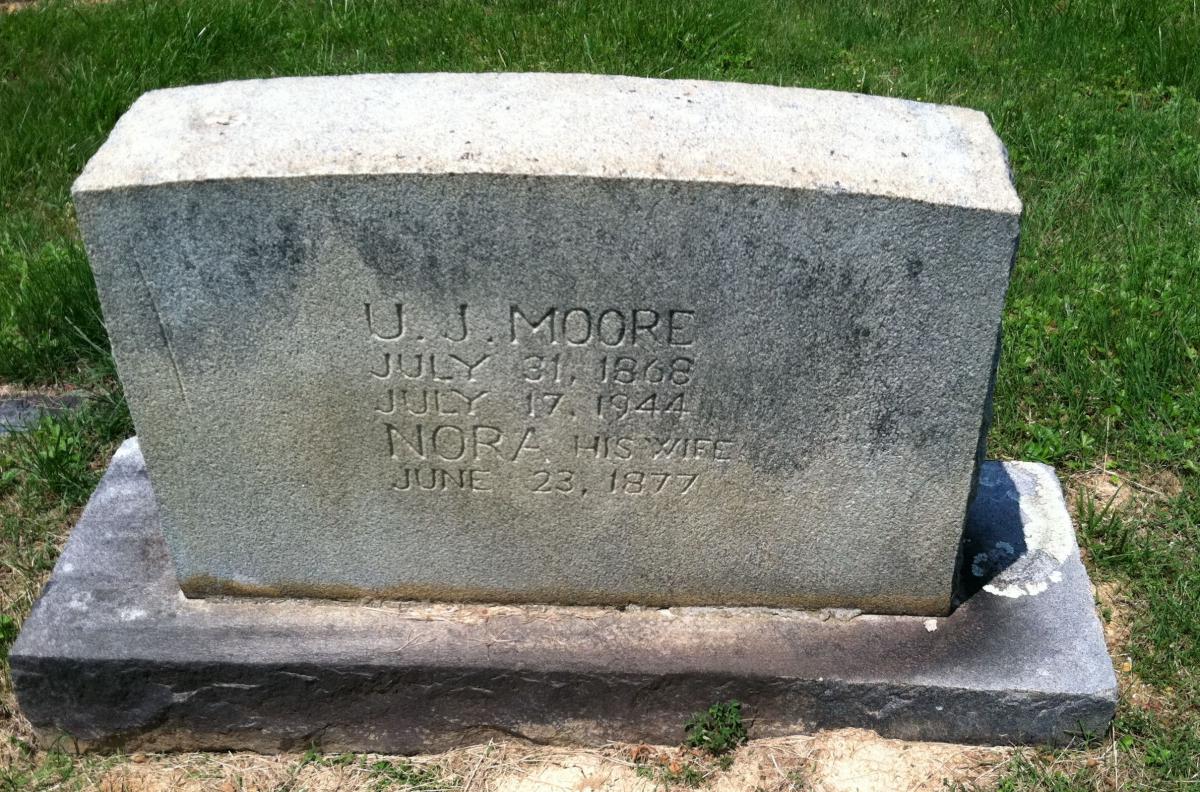 U. J. MOORE
JULY 31, 1868
JULY 17, 1944
NORA HIS WIFE
JUNE 23, 1877